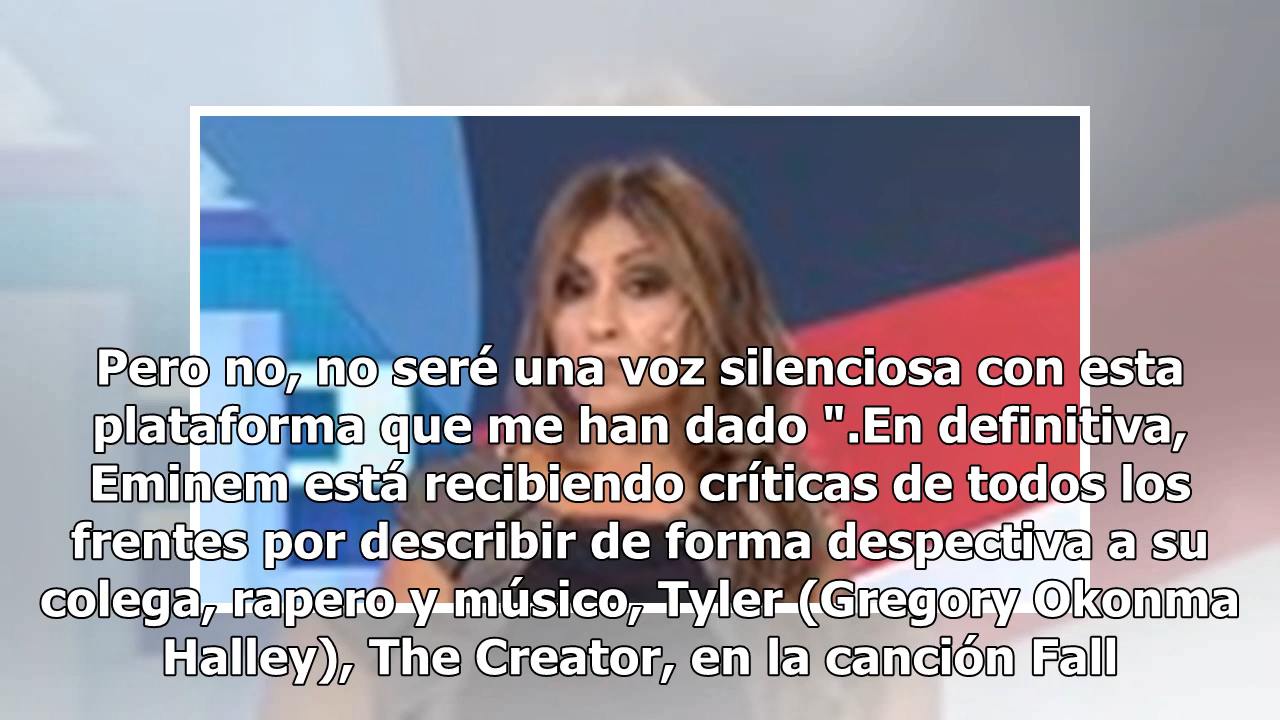 Pero no, no seré una voz silenciosa con esta
plataforma que me han dado ".En definitiva,
Eminem está recibiendo críticas de todos los
frentes por describir de forma despectiva a su
colega, rapero y músico, Tyler (Gregory Okonma
Halley), The Creator, en la canción Fall